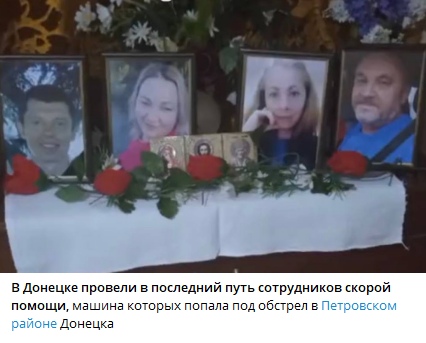 В Донецке провели в последний путь сотрудников скорой
помощи, машина которых попала под обстрел в Петровском
районе Донецка